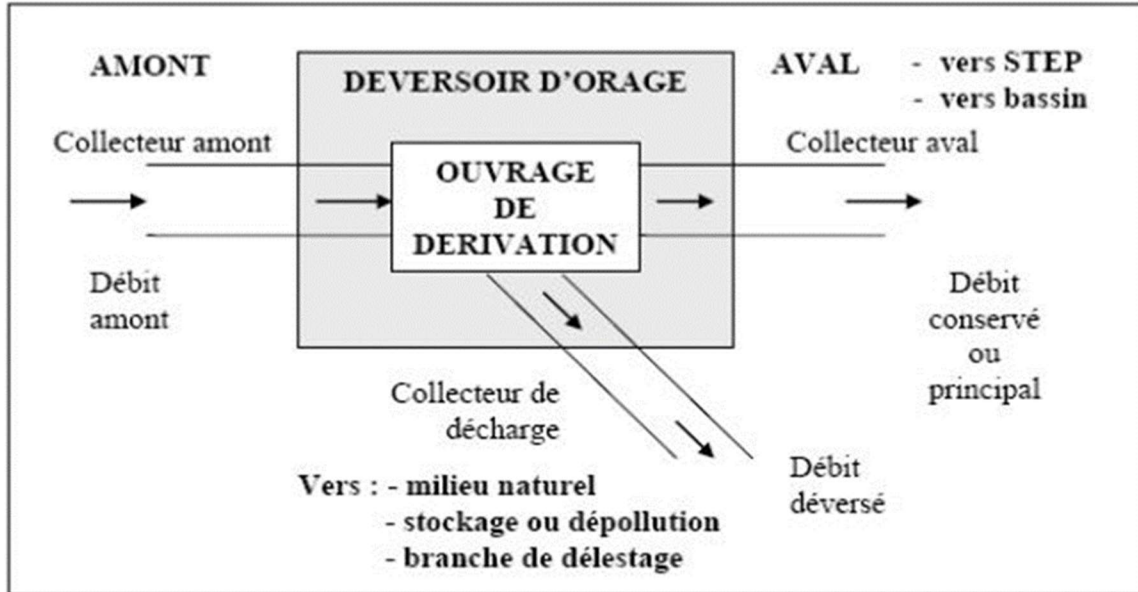 AMONT
DEVERSOIR D'ORAGE
AVAL - vers STEP
- vers bassin
Collecteur amont
Collecteur aval
OUVRAGE
DE
DERIVATION
Débit
amont
Débit
conservé
ou
principal
Collecteur de
décharge
Débit
déversé
Vers : - milieu naturel
- stockage ou dépollution
- branche de délestage